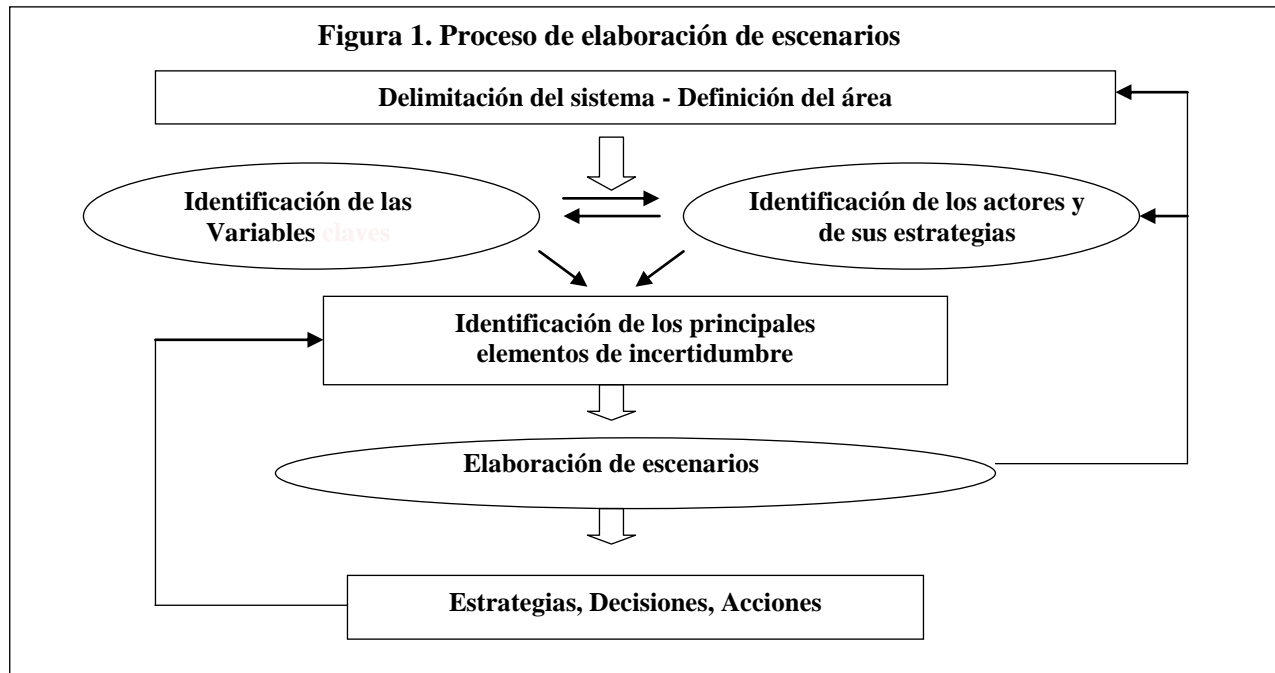 Figura 1. Proceso de elaboración de escenarios
Delimitación del sistema - Definición del área
Identificación de las
Variables claves
Identificación de los actores y
de sus estrategias
Identificación de los principales
elementos de incertidumbre
Elaboración de escenarios
Estrategias, Decisiones, Acciones